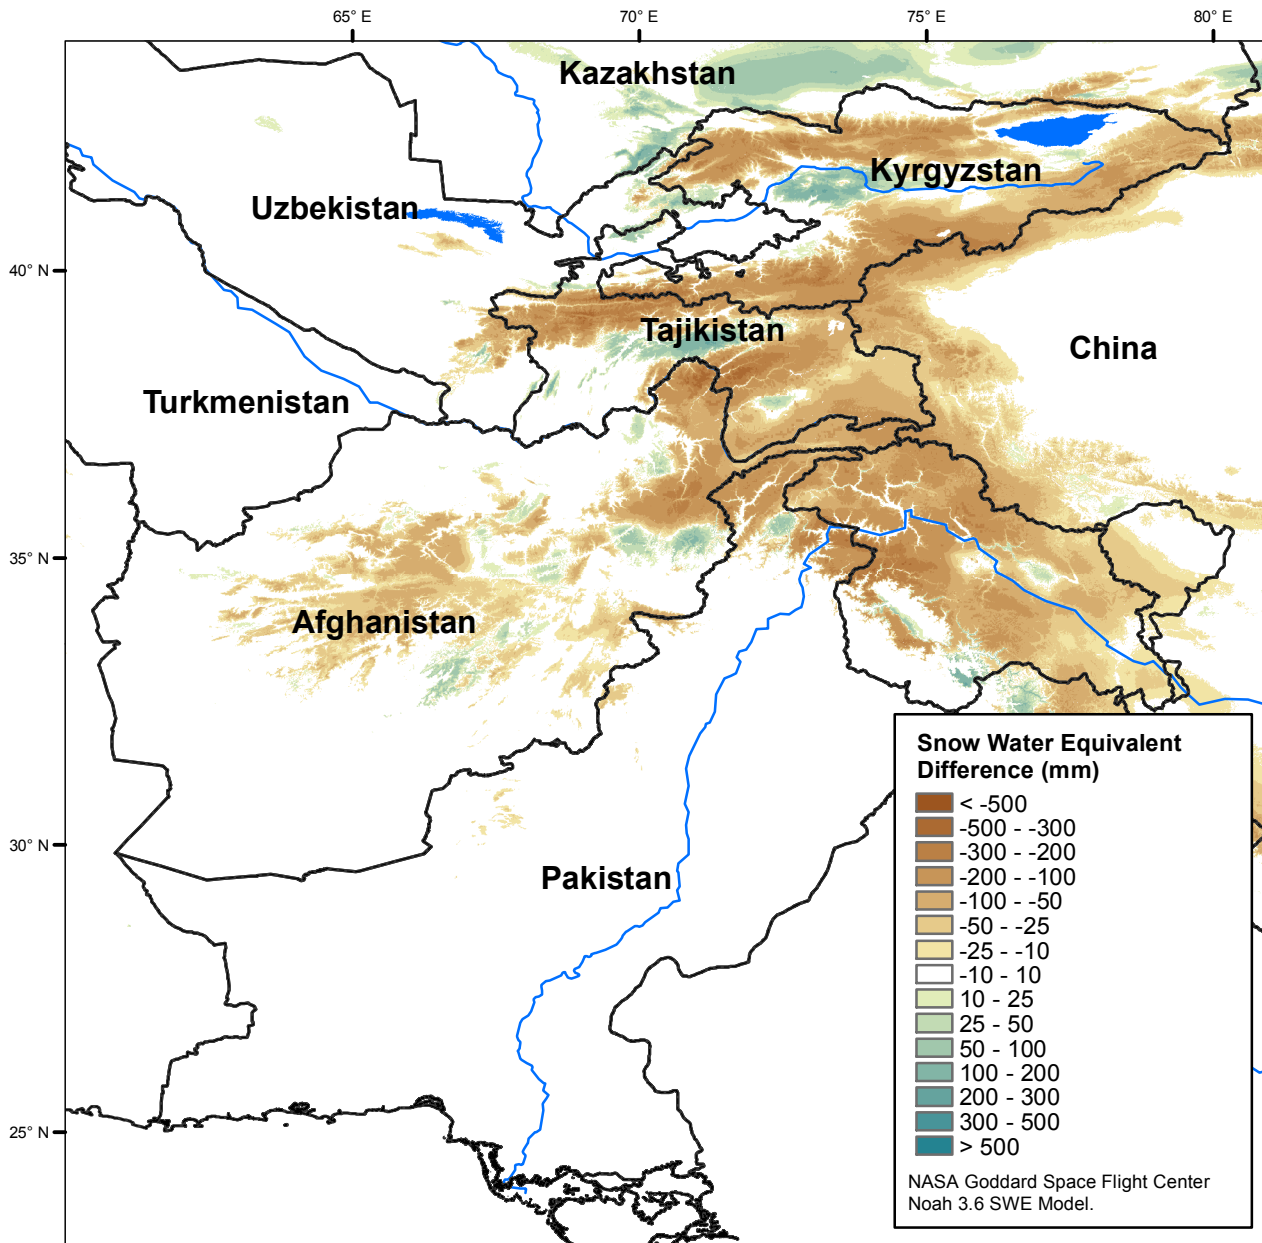 65° E
70° E
75° E
80° E
Kazakhstan
Kyrgyzstan
Uzbekistan
40° N
Tajikistan
China
Turkmenistan
35° N
Afghanistan
Snow Water Equivalent
Difference (mm)
< -500
-500 - -300
-300 - -200
-200 - -100
-100 - -50
-50 - -25
-25 - -10
-10 - 10
10 - 25
25 - 50
50 - 100
100 - 200
200 - 300
300 - 500
> 500
NASA Goddard Space Flight Center
Noah 3.6 SWE Model.
30° N
Pakistan
25° N